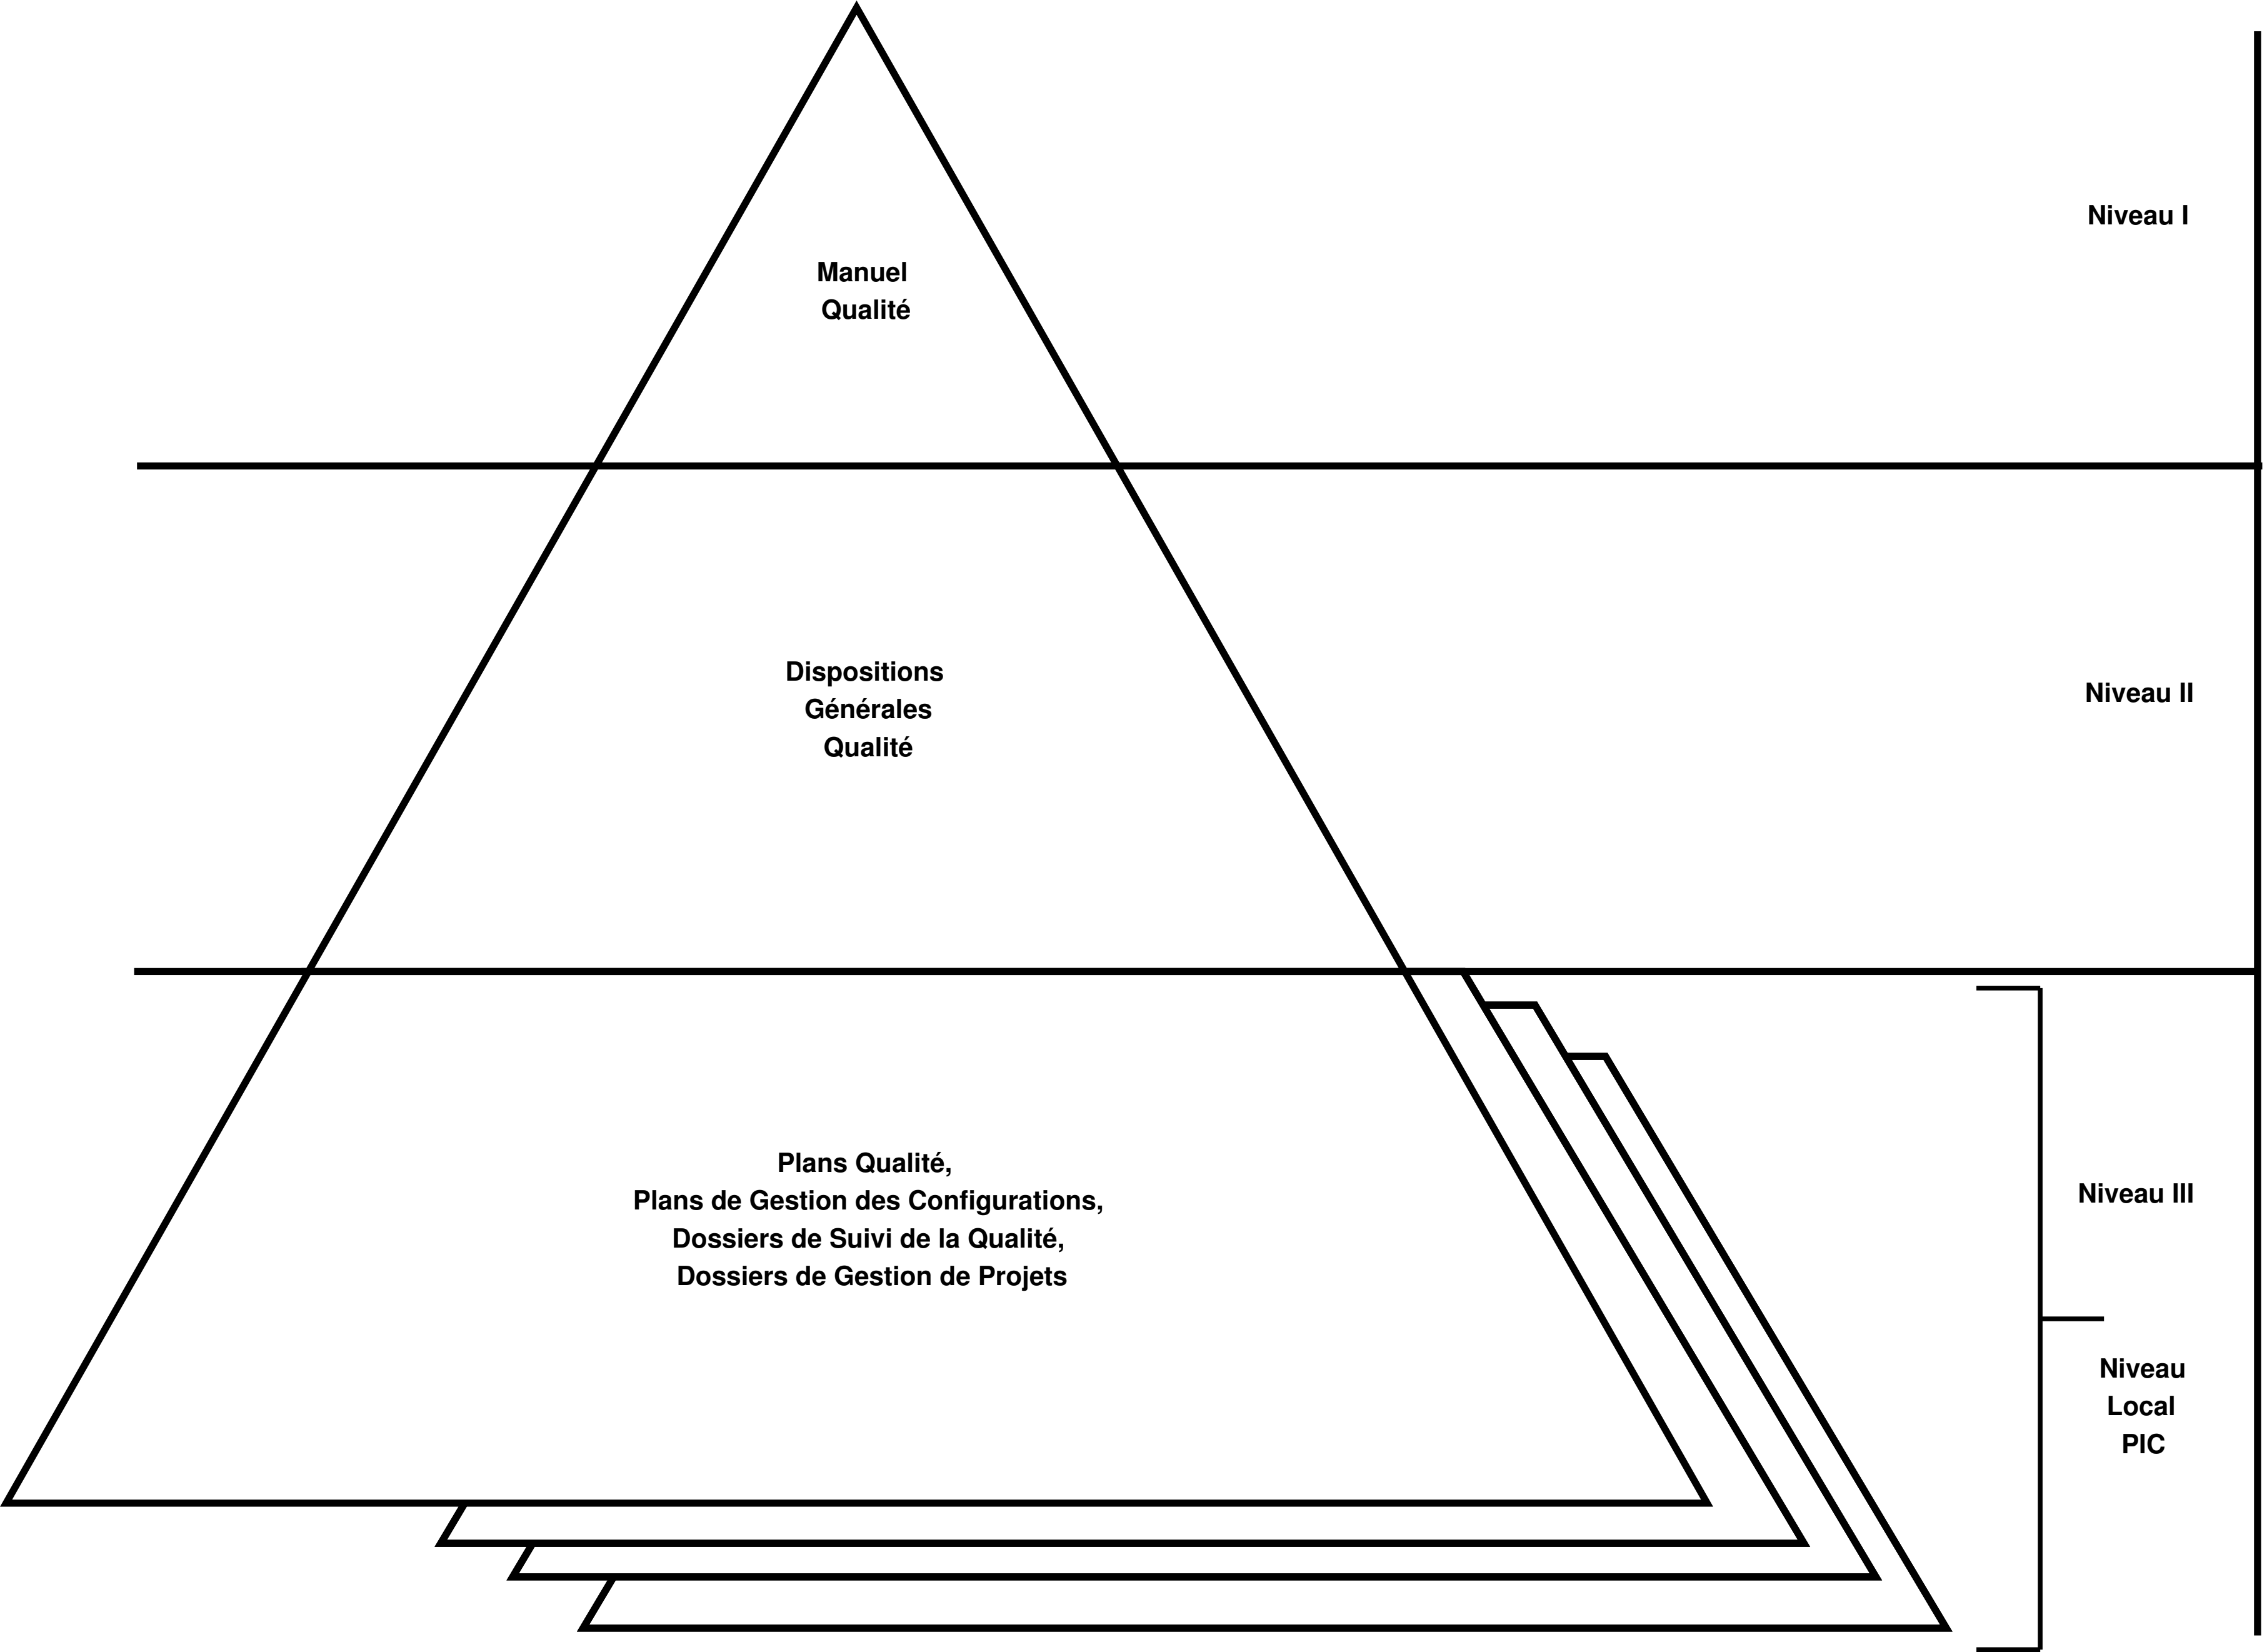 Niveau I
Manuel
Qualité
Dispositions
Générales
Qualité
Niveau II
Plans Qualité,
Plans de Gestion des Configurations,
Dossiers de Suivi de la Qualité,
Dossiers de Gestion de Projets
Niveau III
Niveau
Local
PIC